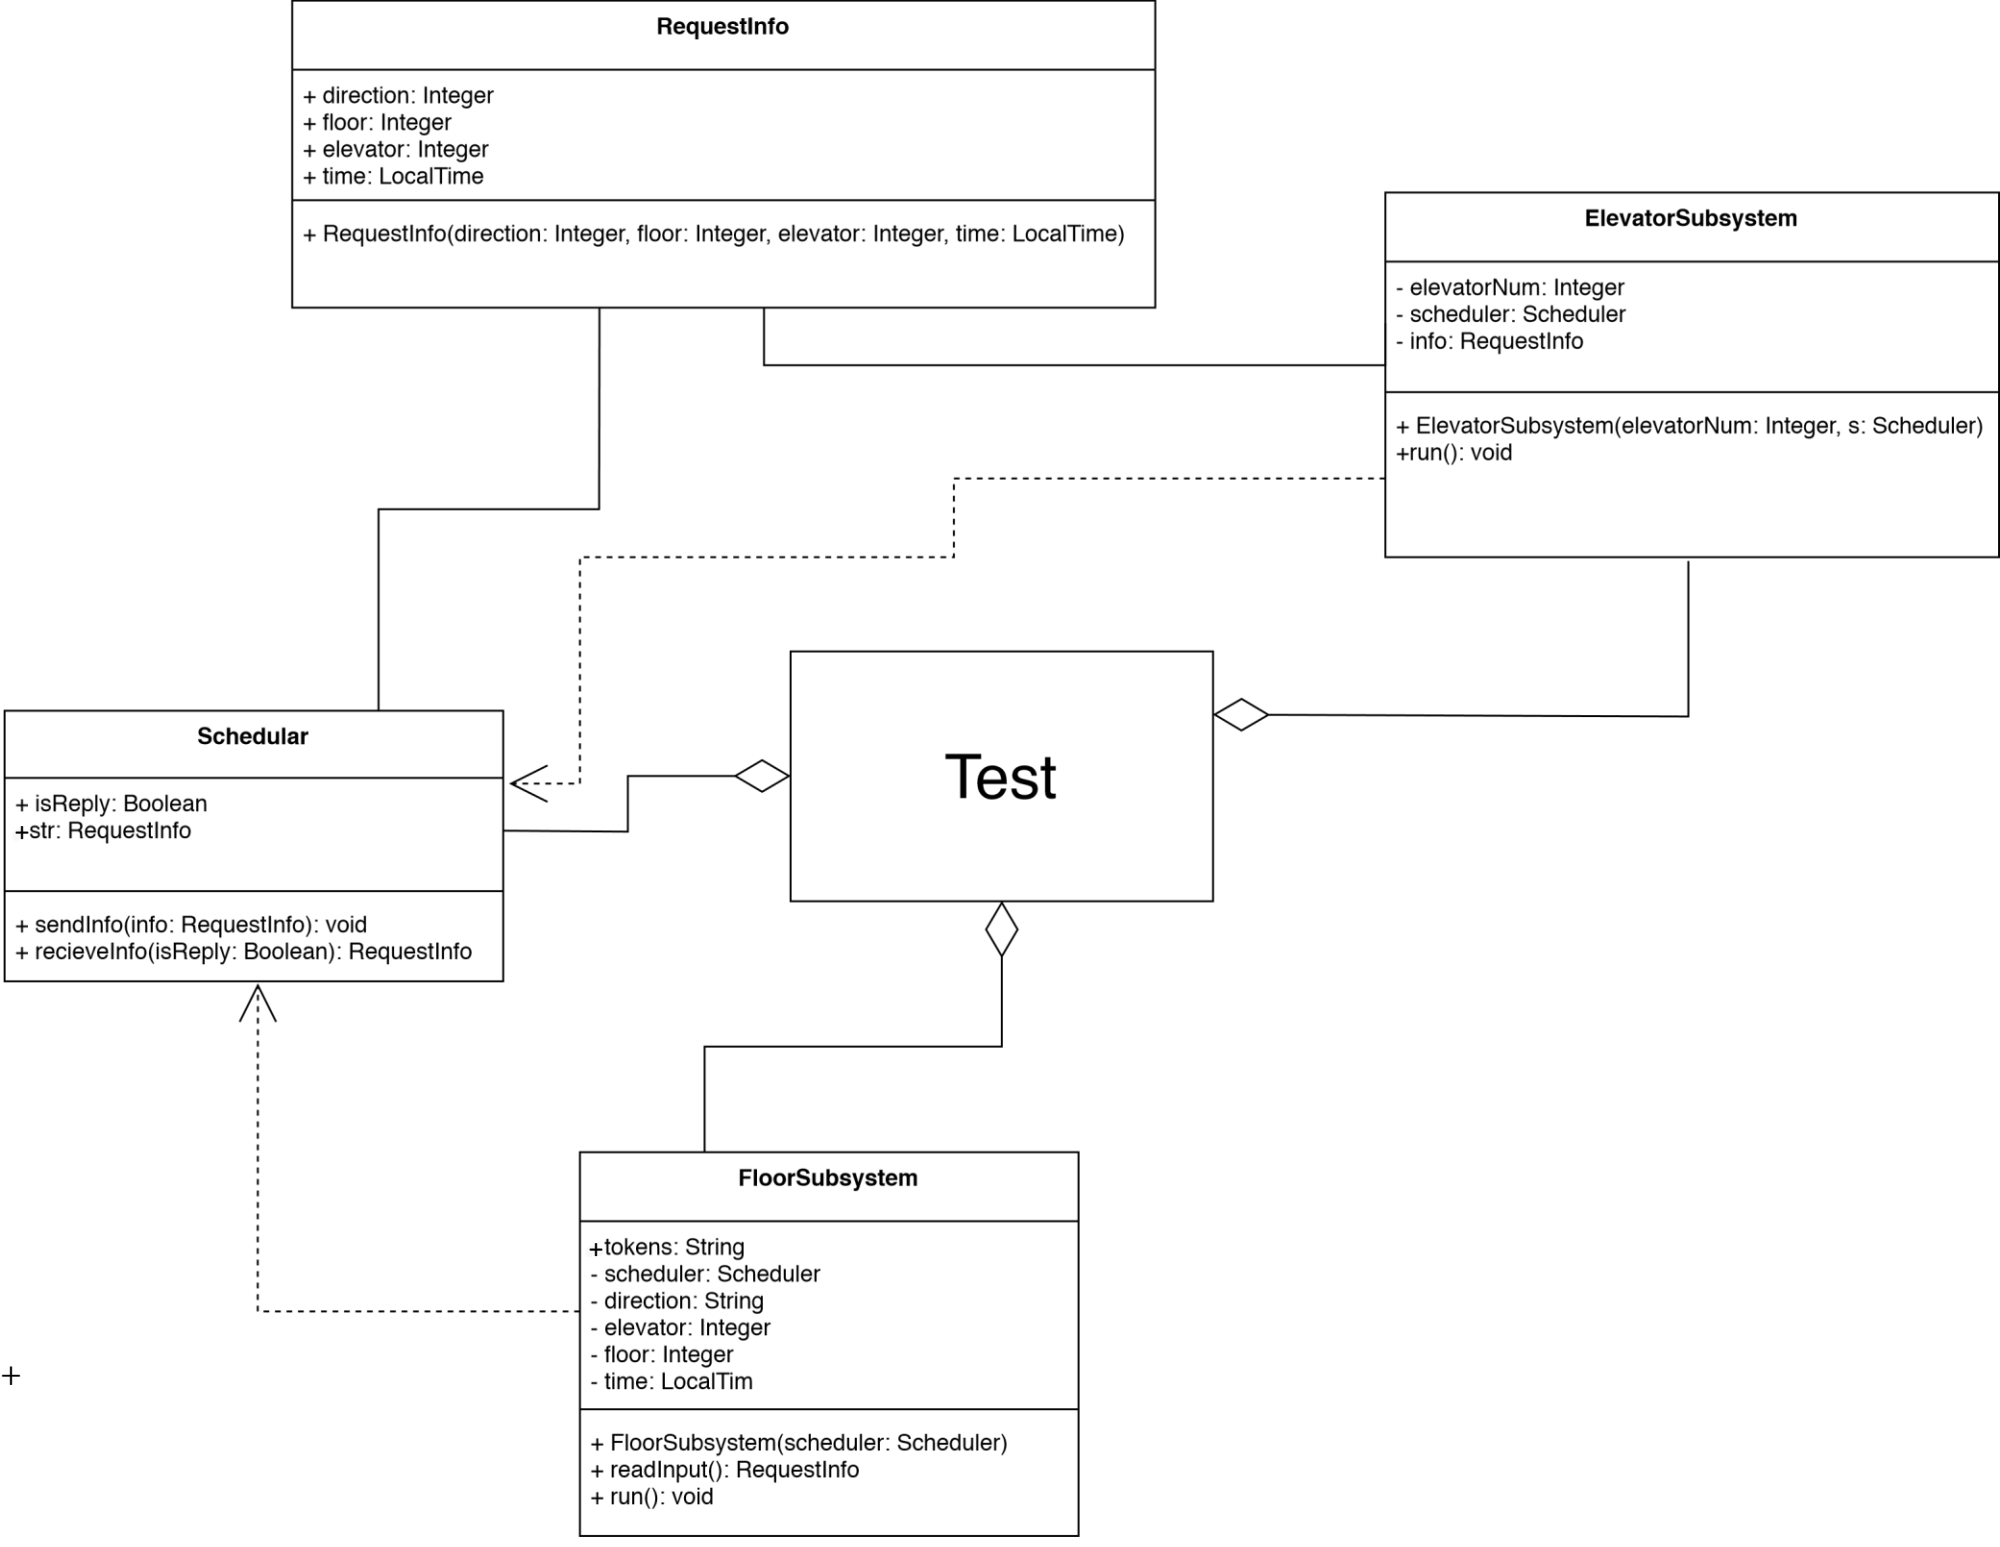 RequestInfo
+ direction: Integer
+ floor: Integer
+ elevator: Integer
+ time: LocalTime
+ RequestInfo(direction: Integer, floor: Integer, elevator: Integer, time: LocalTime)
ElevatorSubsystem
- elevatorNum: Integer
- scheduler: Scheduler
- info: RequestInfo
+ ElevatorSubsystem(elevatorNum: Integer, s: Scheduler)
+run(): void
Test
Schedular
+ isReply: Boolean
+str: RequestInfo
+ sendInfo(info: RequestInfo): void
+ recieveInfo(isReply: Boolean): RequestInfo
FloorSubsystem
+tokens: String
- scheduler: Scheduler
- direction: String
- elevator: Integer
- floor: Integer
- time: LocalTim
+ FloorSubsystem(scheduler: Scheduler)
+ readInput(): RequestInfo
+ run(): void
+